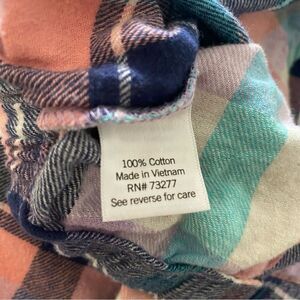 100% Cotton
Made in Vietnam
RN# 73277
See reverse for care